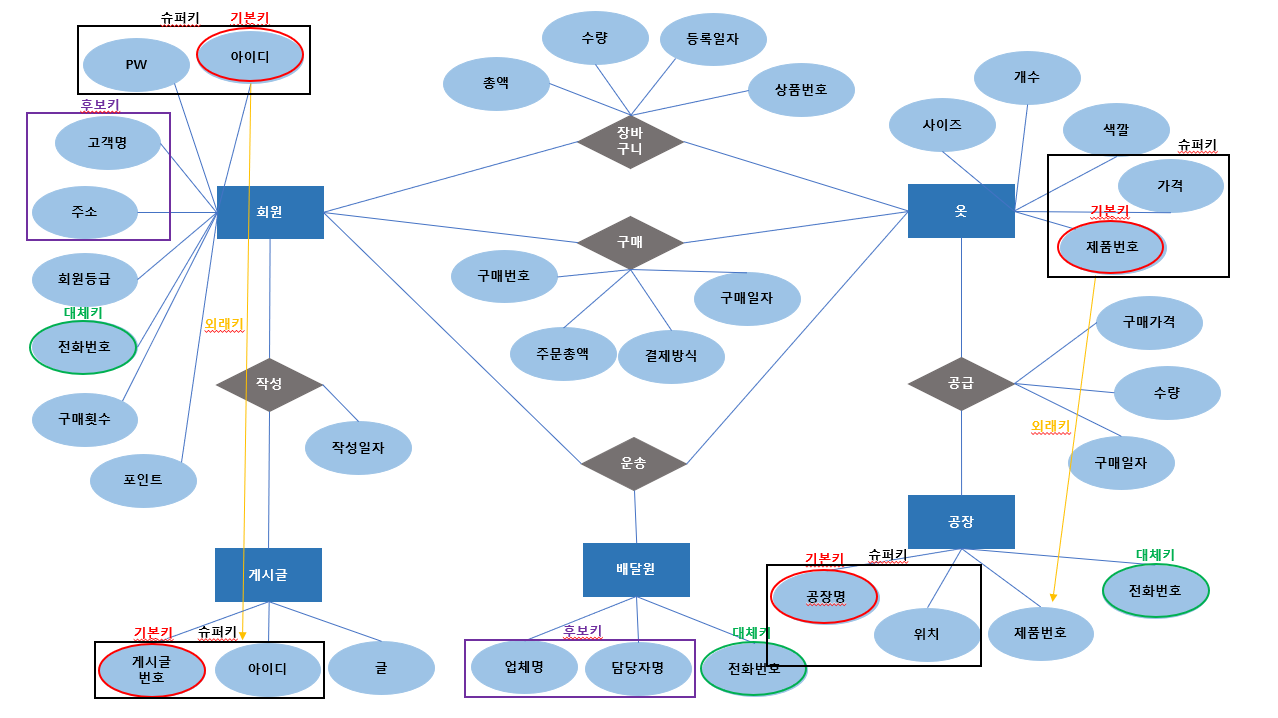 슈퍼키
기본키
PW
아이디
후보키
고객명
주소
회원등급
대체키
전화번호
구매횟수
포인트
회원
외래키
작성
작성일자
게시글
기본키
슈퍼키
게시글
번호
아이디
글
총액
수량
등록일자
상품번호
장바
구니
구매
구매번호
구매일자
주문총액
결제방식
운송
배달원
후보키
업체명
담당자명
대체키
전화번호
사이즈
개수
색깔
슈퍼키
가격
기본키
제품번호
옷
구매가격
공급
수량
외래키
구매일자
공장
기본키
슈퍼키
공장명
위치
제품번호
대체키
전화번호